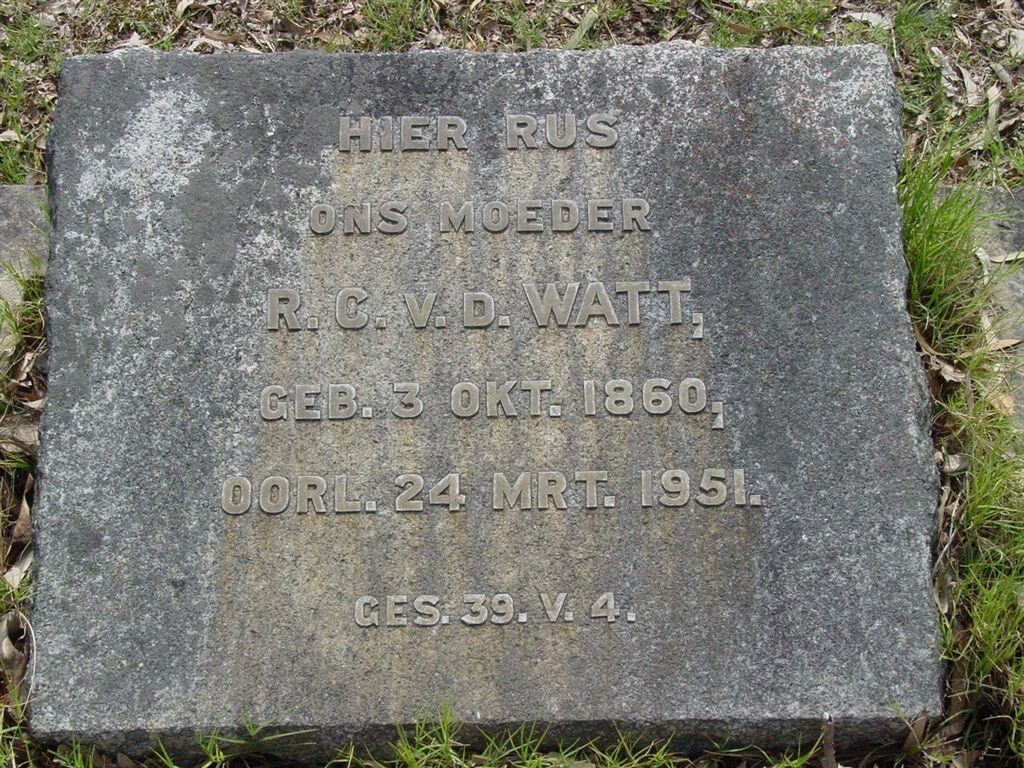 HIER RUS
ONS MOEDER
R. C. V. D. WATT,
GEB. 3 OKT. 1860,
OORL. 24 MRT. 1951.
GES. 39. V. 4.